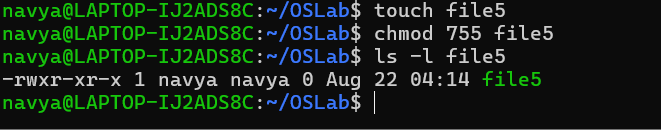 navya@LAPTOP-IJ2ADS8C:~/OSLab$ touch file5
navya@LAPTOP-IJ2ADS8C:~/OSLab$ chmod 755 file5
navya@LAPTOP-IJ2ADS8C:~/OSLab$ ls -l file5
-rwxr-xr-x 1 navya navya 0 Aug 22 04:14 file5
navya@LAPTOP-IJ2ADS8C:~/OSLab$